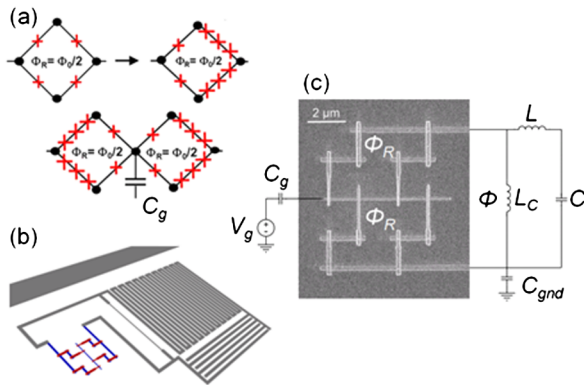 (a)
ΦR= Φ0/2
ΦR= Φ0/2
ΦR= Φ0/2 ΦR= Φ0/2
Cg
(b)
(c)
2 μm
ΦR
ΦR
Cg
Vg
L
Φ LC C
Cgnd